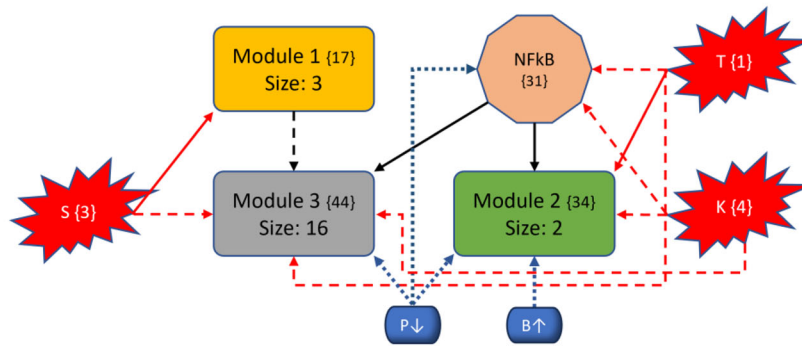 Module 1 {17}
Size: 3
NFkB
{31}
T {1}
S {3}
Module 3 {44}
Size: 16
Module 2 {34}
Size: 2
K {4}
P↓
B↑